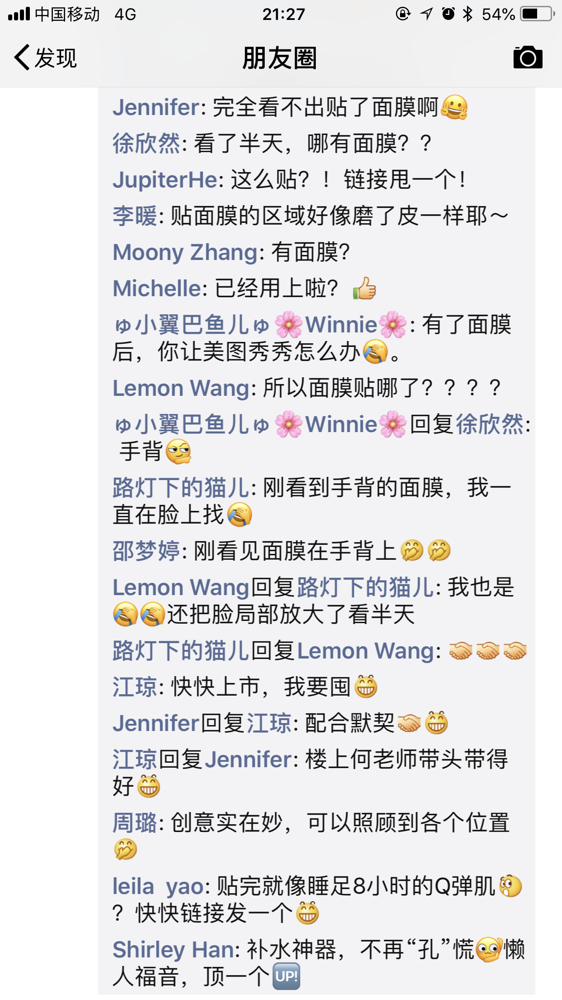 中国移动 4G 21:27 54%
发现 朋友圈
Jennifer: 完全看不出贴了面膜啊
徐欣然: 看了半天，哪有面膜？？
JupiterHe: 这么贴？！链接甩一个！
李暖: 贴面膜的区域好像磨了皮一样耶～
Moony Zhang: 有面膜？
Michelle: 已经用上啦？👍
ゅ小翼巴鱼儿ゅ🌸Winnie🌸: 有了面膜
后，你让美图秀秀怎么办。
Lemon Wang: 所以面膜贴哪了？？？？
ゅ小翼巴鱼儿ゅ🌸Winnie🌸回复徐欣然:
手背
路灯下的猫儿: 刚看到手背的面膜，我一
直在脸上找
邵梦婷: 刚看见面膜在手背上
Lemon Wang回复路灯下的猫儿: 我也是
还把脸局部放大了看半天
路灯下的猫儿回复Lemon Wang: 🤝🤝🤝
江琼: 快快上市，我要囤😁
Jennifer回复江琼: 配合默契🤝😁
江琼回复Jennifer: 楼上何老师带头带得
好😁
周璐: 创意实在妙，可以照顾到各个位置
leila yao: 贴完就像睡足8小时的Q弹肌
？快快链接发一个😁
Shirley Han: 补水神器，不再“孔”慌懒
人福音，顶一个🆙